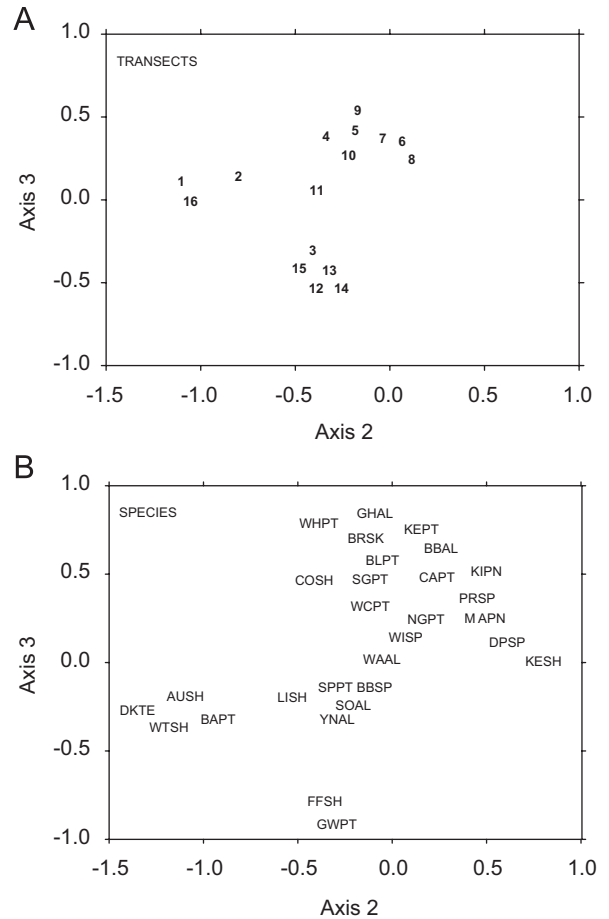 A
1.0
TRANSECTS
9
0.5
4 5 7 6
10 8
1 2
11
0.0
16
Axis 3
3
15 13
-0.5
12 14
-1.0
-1.5 -1.0 -0.5 0.0 0.5 1.0
Axis 2
B
1.0
SPECIES
GHAL
WHPT KEPT
BRSK
BBAL
BLPT
0.5
COSH SGPT CAPT KIPN
WCPT PRSP
NGPT M APN
WISP DPSP
WAAL KESH
0.0
Axis 3
SPPT BBSP
AUSH LISH
SOAL
DKTE
WTSH BAPT YNAL
-0.5
FFSH
GWPT
-1.0
-1.5 -1.0 -0.5 0.0 0.5 1.0
Axis 2